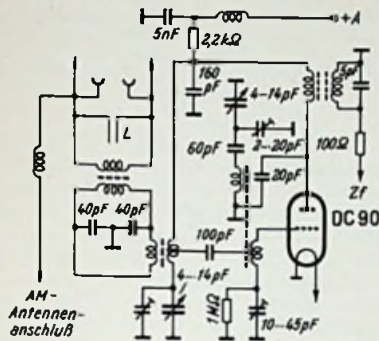 5nF
+A
2,2kΩ
160
pF
4–14pF
5pF
2–20pF
L
60pF
100Ω
20pF
Zf
DC 90
40pF
40pF
100pF
4–14pF
1MΩ
10–45pF
AM-
Antennen-
anschluß